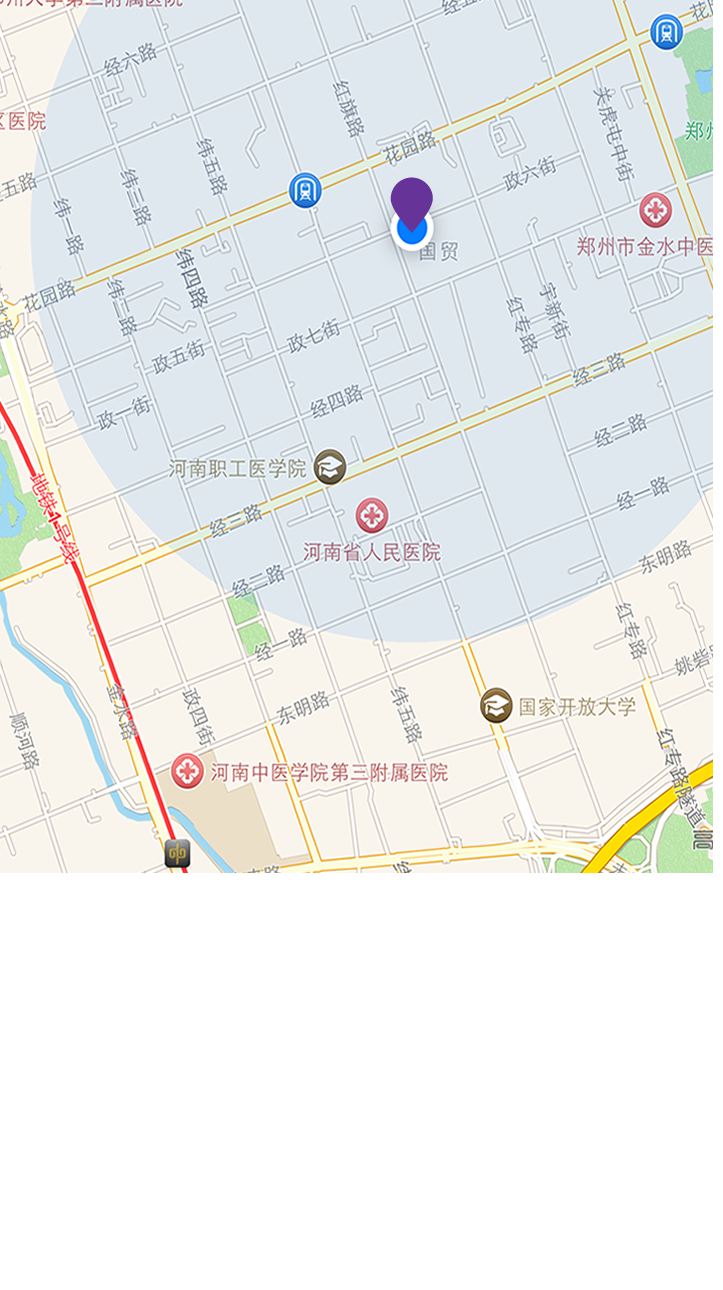 郑州大学第三附属医院
经六路
红旗路
花园路
关虎屯中街
区医院
纬五路
政六街
郑州
经五路
纬三路
纬一路
郑州市金水中医
国贸
花园路
纬四路
纬二路
宇新街
红专路
政七街
政五街
经三路
经四路
政一街
经二路
河南职工医学院
地铁1号线
经一路
经三路
河南省人民医院
东明路
经二路
红专路
经一路
姚砦
金水路
政四街
东明路
纬五路
国家开放大学
顺河路
红专路隧道
河南中医学院第三附属医院